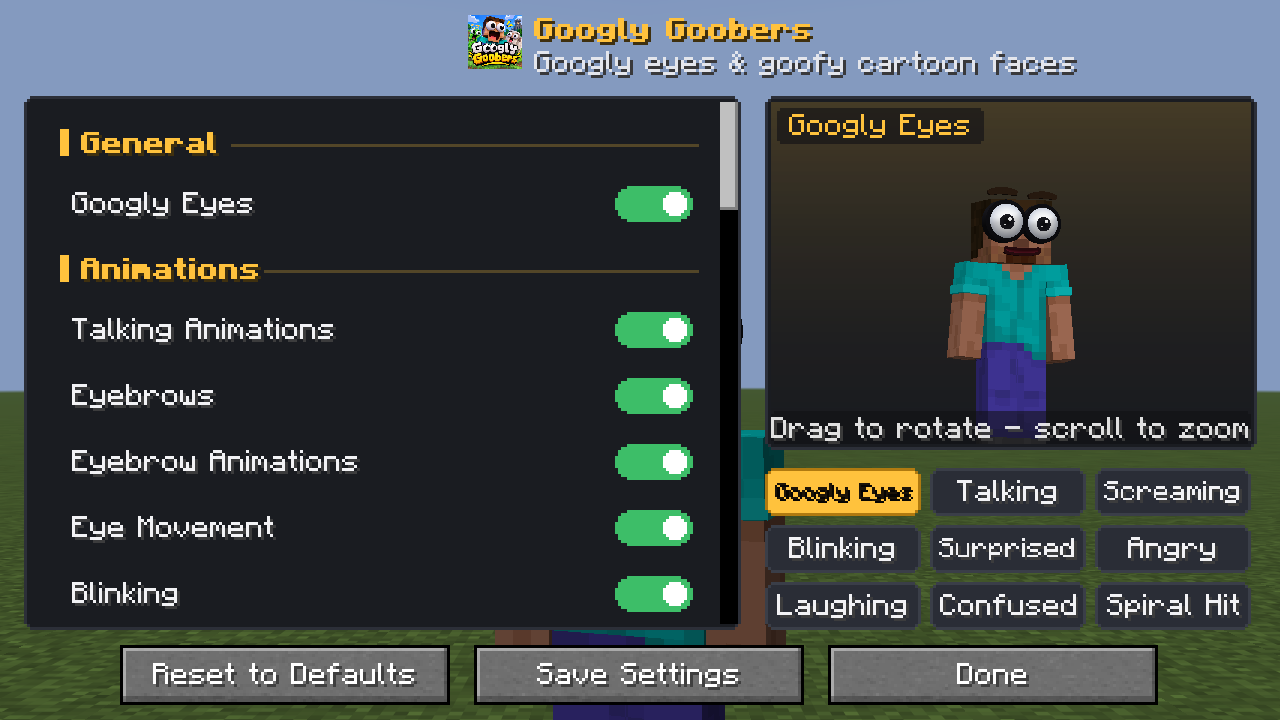 Googly Goobers
Googly Goobers
Googly eyes & goofy cartoon faces
General
Googly Eyes
Animations
Talking Animations
Eyebrows
Eyebrow Animations
Eye Movement
Blinking
Googly Eyes
Drag to rotate - scroll to zoom
Googly Eyes
Talking
Screaming
Blinking
Surprised
Angry
Laughing
Confused
Spiral Hit
Reset to Defaults
Save Settings
Done